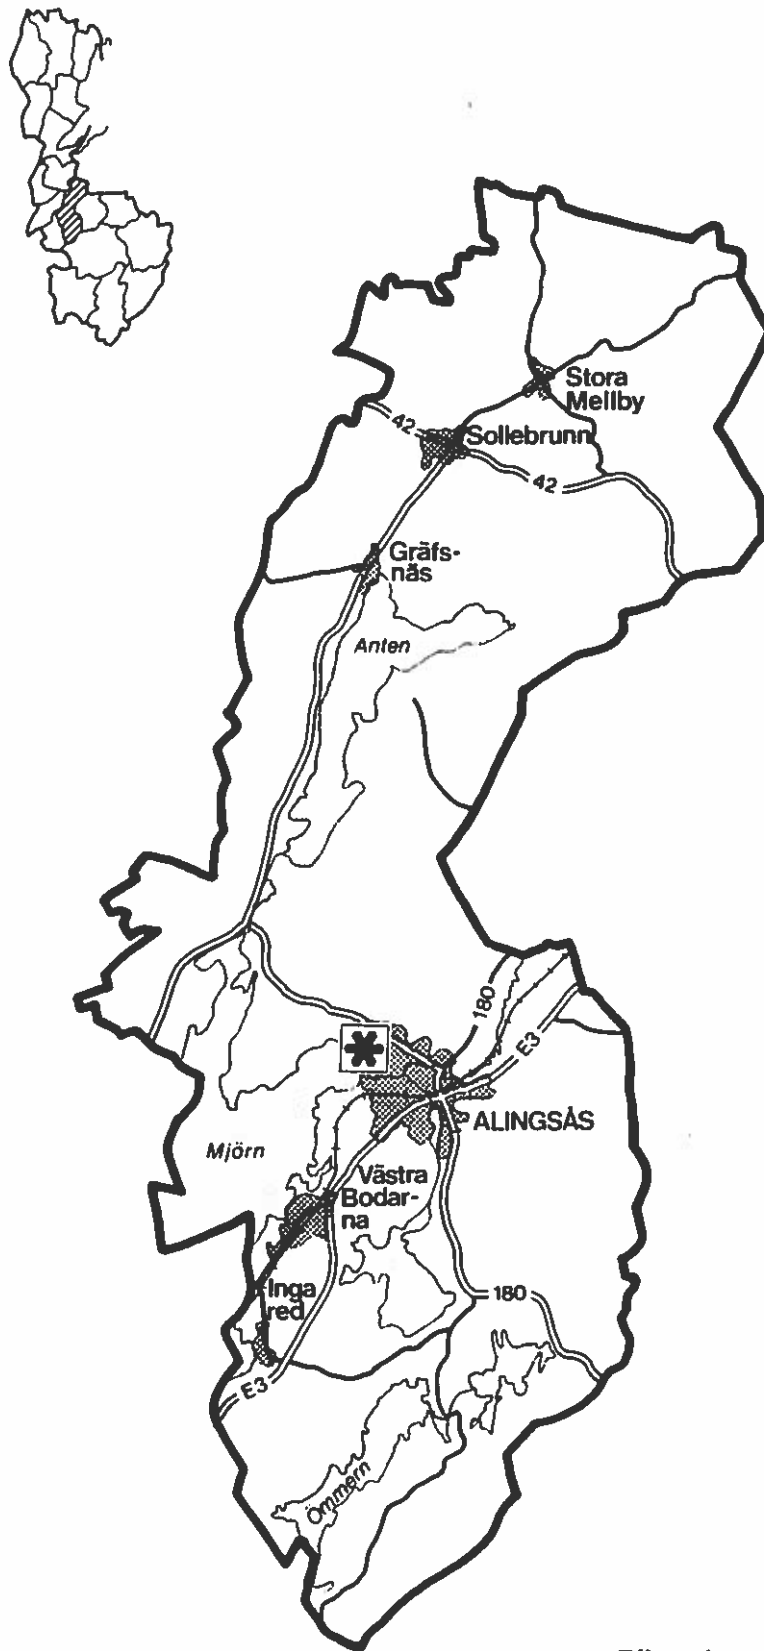 Stora
Mellby
42
Sollebrunn
42
Gräfs-
näs
Anten
180
E3
ALINGSÅS
Mjörn
Västra
Bodar-
na
Inga
red
180
E3
Ömmern